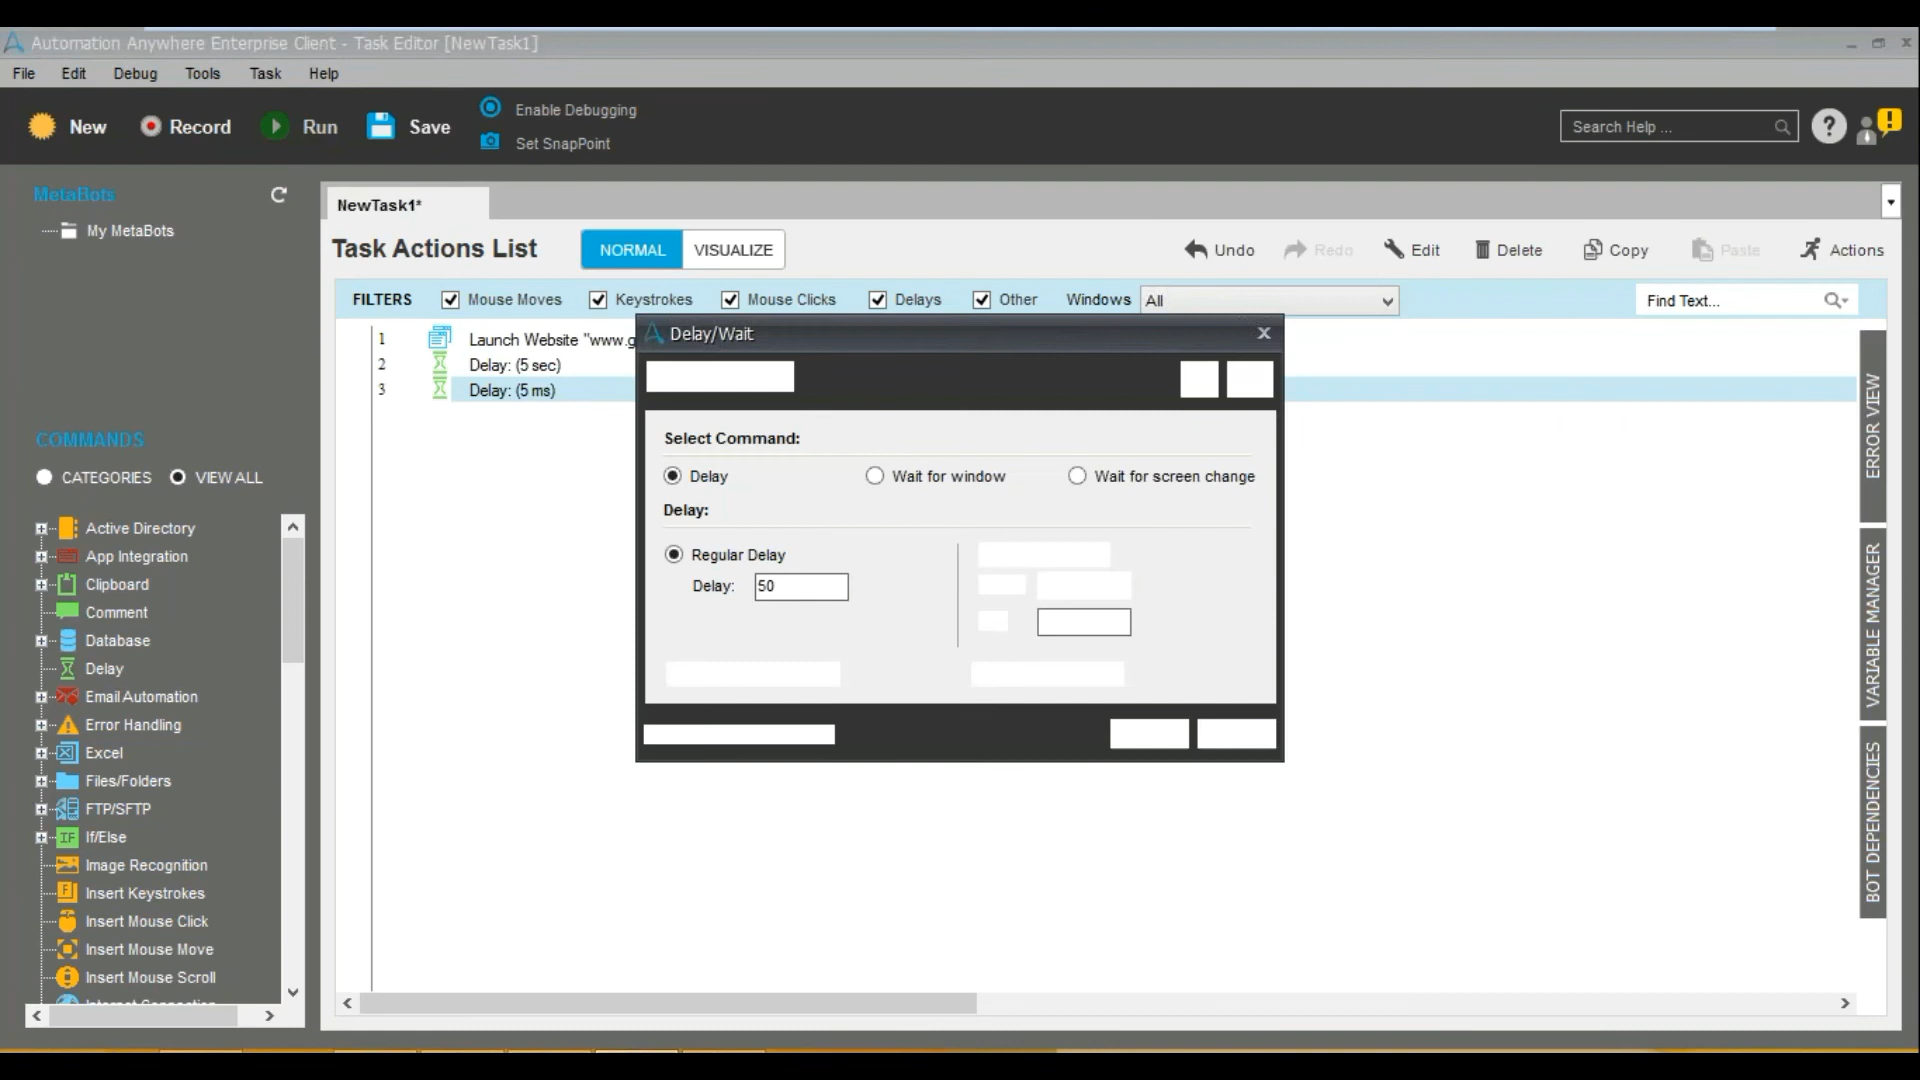 Automation Anywhere Enterprise Client - Task Editor [NewTask1]
File Edit Debug Tools Task Help
New Record Run Save
Enable Debugging
Set SnapPoint
Search Help ...
MetaBots
My MetaBots
NewTask1*
Task Actions List NORMAL VISUALIZE Undo Redo Edit Delete Copy Paste Actions
FILTERS Mouse Moves Keystrokes Mouse Clicks Delays Other Windows All Find Text...
1 Launch Website "www.g
2 Delay: (5 sec)
3 Delay: (5 ms)
Delay/Wait
Select Command:
Delay Wait for window Wait for screen change
Delay:
Regular Delay
Delay: 50
COMMANDS
CATEGORIES VIEW ALL
Active Directory
App Integration
Clipboard
Comment
Database
Delay
Email Automation
Error Handling
Excel
Files/Folders
FTP/SFTP
IF If/Else
Image Recognition
Insert Keystrokes
Insert Mouse Click
Insert Mouse Move
Insert Mouse Scroll
Internet Connection
ERROR VIEW
VARIABLE MANAGER
BOT DEPENDENCIES